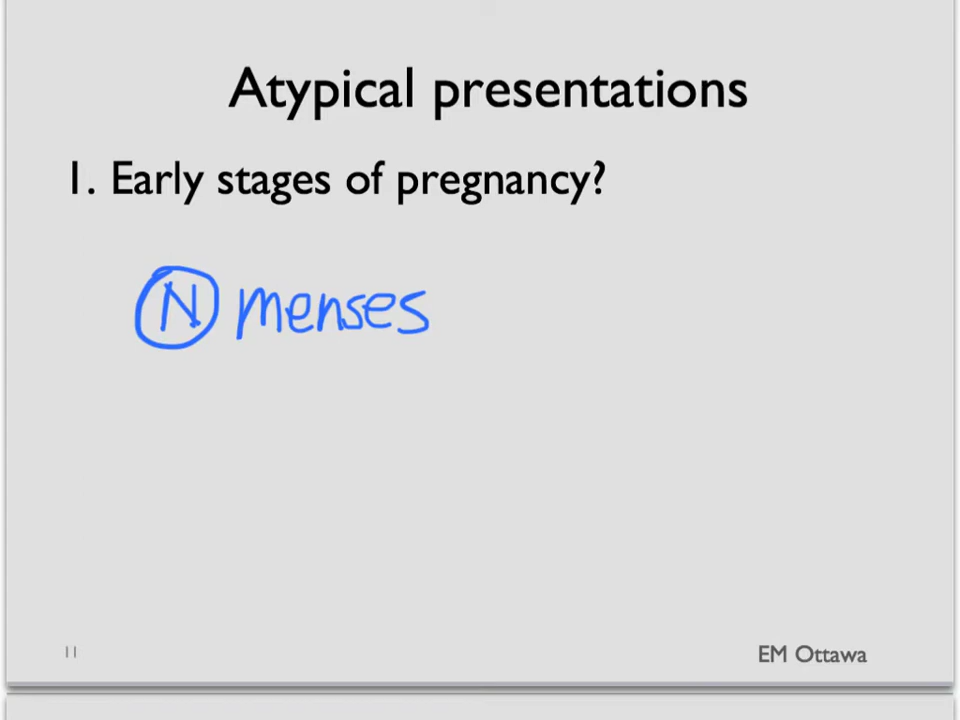 Atypical presentations
1. Early stages of pregnancy?
N menses
11
EM Ottawa